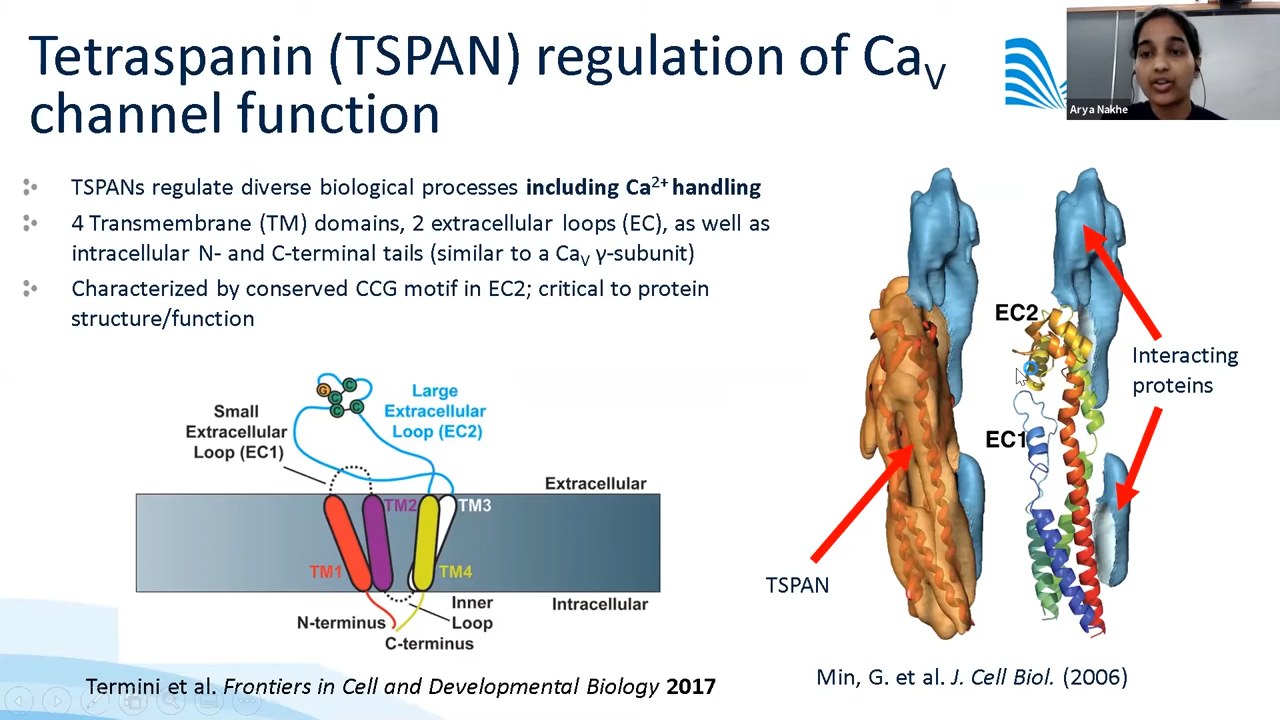 Tetraspanin (TSPAN) regulation of Ca
V
channel function
Arya Nakhe
TSPANs regulate diverse biological processes including Ca²⁺ handling
4 Transmembrane (TM) domains, 2 extracellular loops (EC), as well as
intracellular N- and C-terminal tails (similar to a CaV γ-subunit)
Characterized by conserved CCG motif in EC2; critical to protein
structure/function
G
C
C
C
C
Large
Extracellular
Loop (EC2)
Small
Extracellular
Loop (EC1)
Extracellular
TM2
TM3
TM1
TM4
Intracellular
Inner
Loop
N-terminus
C-terminus
Termini et al. Frontiers in Cell and Developmental Biology 2017
EC2
EC1
Interacting
proteins
TSPAN
Min, G. et al. J. Cell Biol. (2006)